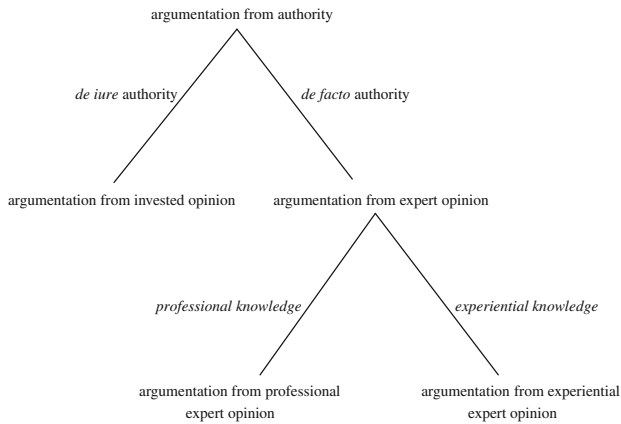 argumentation from authority
de iure authority
de facto authority
argumentation from invested opinion
argumentation from expert opinion
professional knowledge
experiential knowledge
argumentation from professional
expert opinion
argumentation from experiential
expert opinion